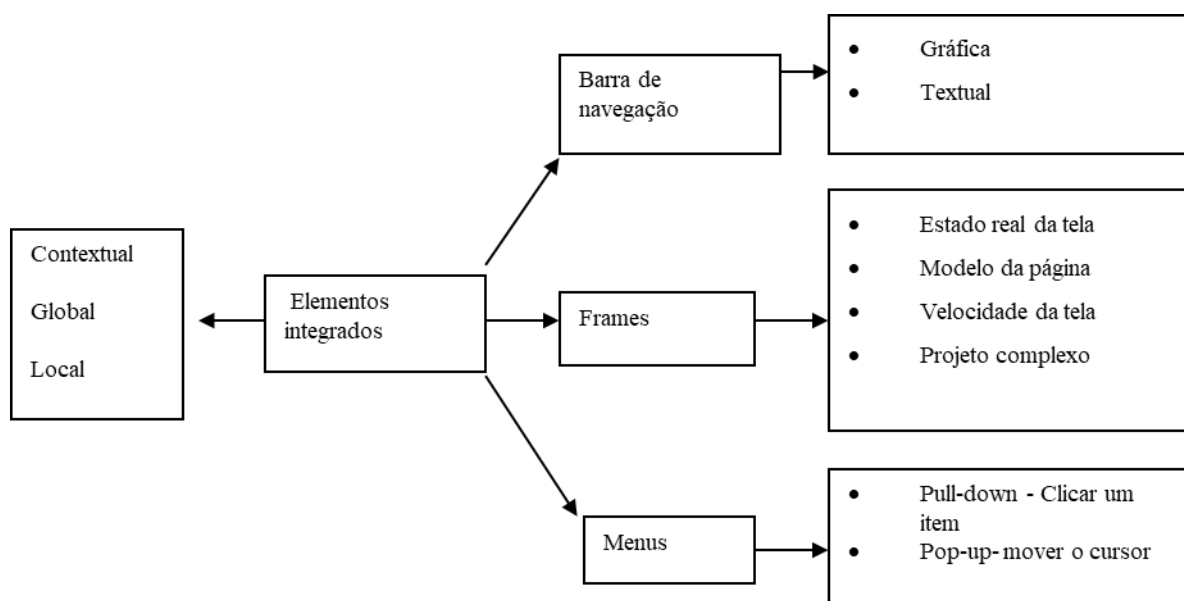 Contextual
Global
Local
Elementos
integrados
Barra de
navegação
• Gráfica
• Textual
Frames
• Estado real da tela
• Modelo da página
• Velocidade da tela
• Projeto complexo
Menus
• Pull-down - Clicar um
item
• Pop-up- mover o cursor